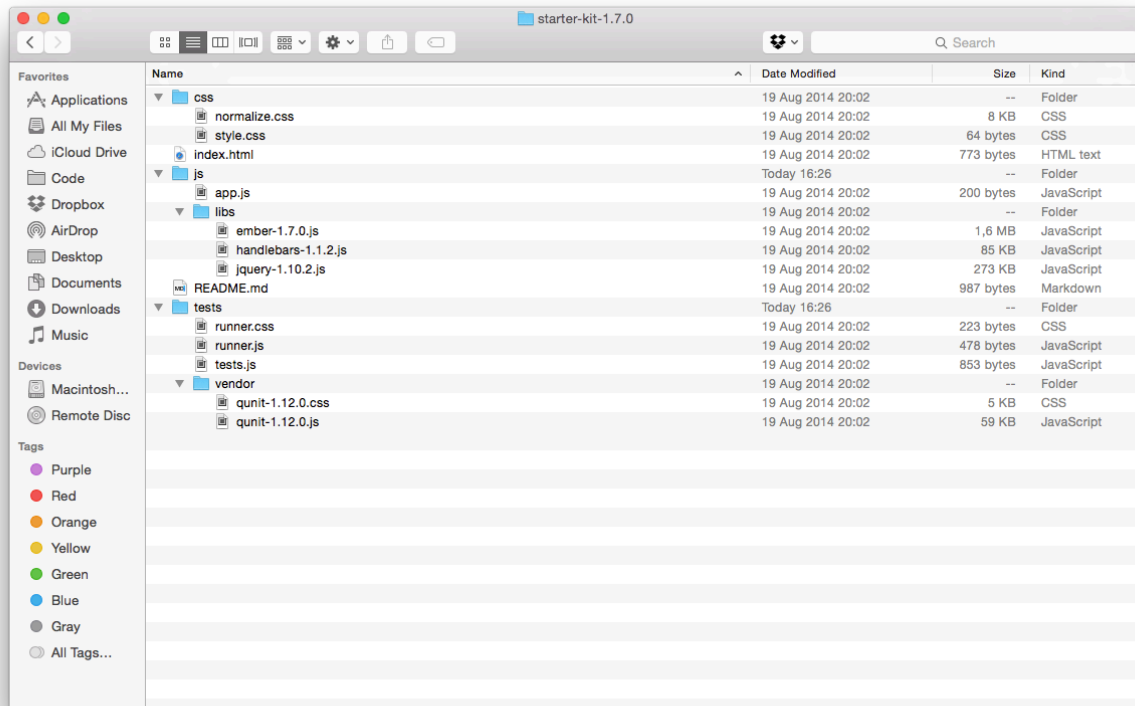 starter-kit-1.7.0
Search
Favorites
Applications
All My Files
iCloud Drive
Code
Dropbox
AirDrop
Desktop
Documents
Downloads
Music
Devices
Macintosh...
Remote Disc
Tags
Purple
Red
Orange
Yellow
Green
Blue
Gray
All Tags...
Name Date Modified Size Kind
css 19 Aug 2014 20:02 -- Folder
normalize.css 19 Aug 2014 20:02 8 KB CSS
style.css 19 Aug 2014 20:02 64 bytes CSS
index.html 19 Aug 2014 20:02 773 bytes HTML text
js Today 16:26 -- Folder
app.js 19 Aug 2014 20:02 200 bytes JavaScript
libs 19 Aug 2014 20:02 -- Folder
ember-1.7.0.js 19 Aug 2014 20:02 1,6 MB JavaScript
handlebars-1.1.2.js 19 Aug 2014 20:02 85 KB JavaScript
jquery-1.10.2.js 19 Aug 2014 20:02 273 KB JavaScript
README.md 19 Aug 2014 20:02 987 bytes Markdown
tests Today 16:26 -- Folder
runner.css 19 Aug 2014 20:02 223 bytes CSS
runner.js 19 Aug 2014 20:02 478 bytes JavaScript
tests.js 19 Aug 2014 20:02 853 bytes JavaScript
vendor 19 Aug 2014 20:02 -- Folder
qunit-1.12.0.css 19 Aug 2014 20:02 5 KB CSS
qunit-1.12.0.js 19 Aug 2014 20:02 59 KB JavaScript